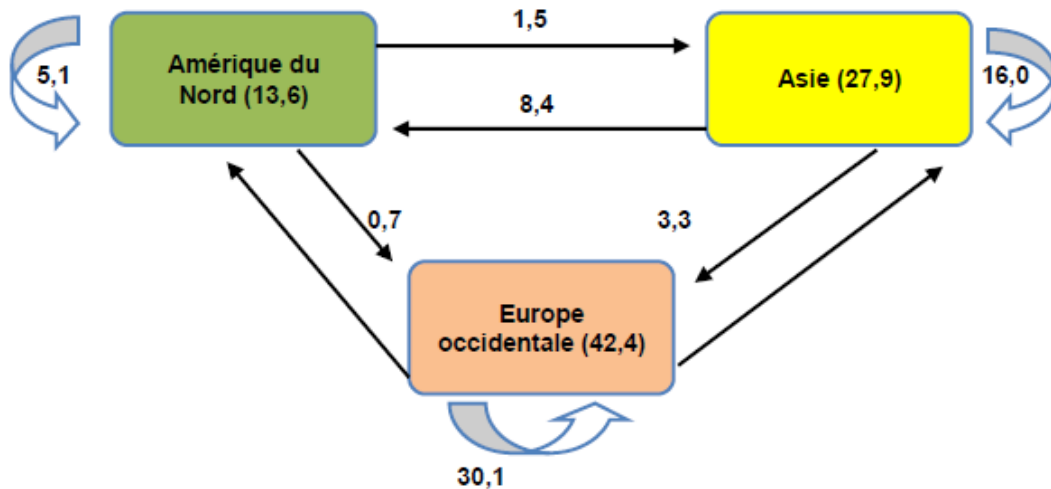 1,5
Amérique du
Nord (13,6)
5,1
Asie (27,9)
16,0
8,4
0,7
3,3
Europe
occidentale (42,4)
30,1